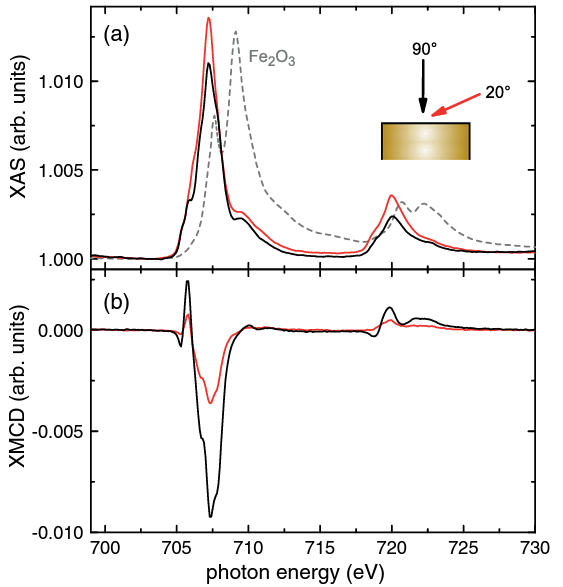 (a)
Fe₂O₃
90°
20°
XAS (arb. units)
1.010
1.005
1.000
(b)
XMCD (arb. units)
0.000
-0.005
-0.010
700 705 710 715 720 725 730
photon energy (eV)